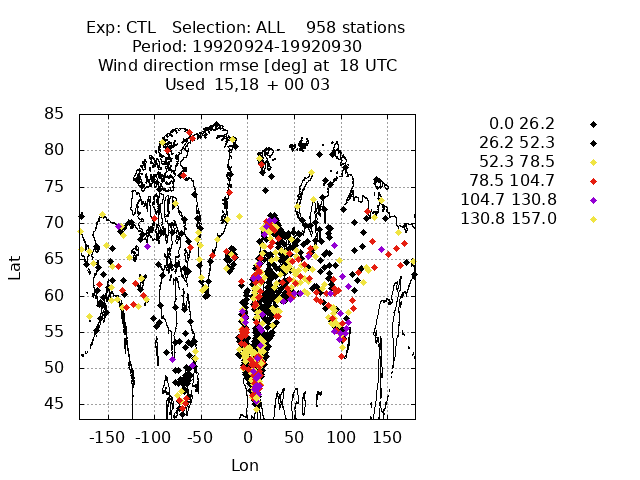 Exp: CTL   Selection: ALL    958 stations
Period: 19920924-19920930
Wind direction rmse [deg] at  18 UTC
Used  15,18 + 00 03
85
80
75
70
65
60
55
50
45
Lat
-150 -100 -50 0 50 100 150
Lon
0.0 26.2
26.2 52.3
52.3 78.5
78.5 104.7
104.7 130.8
130.8 157.0